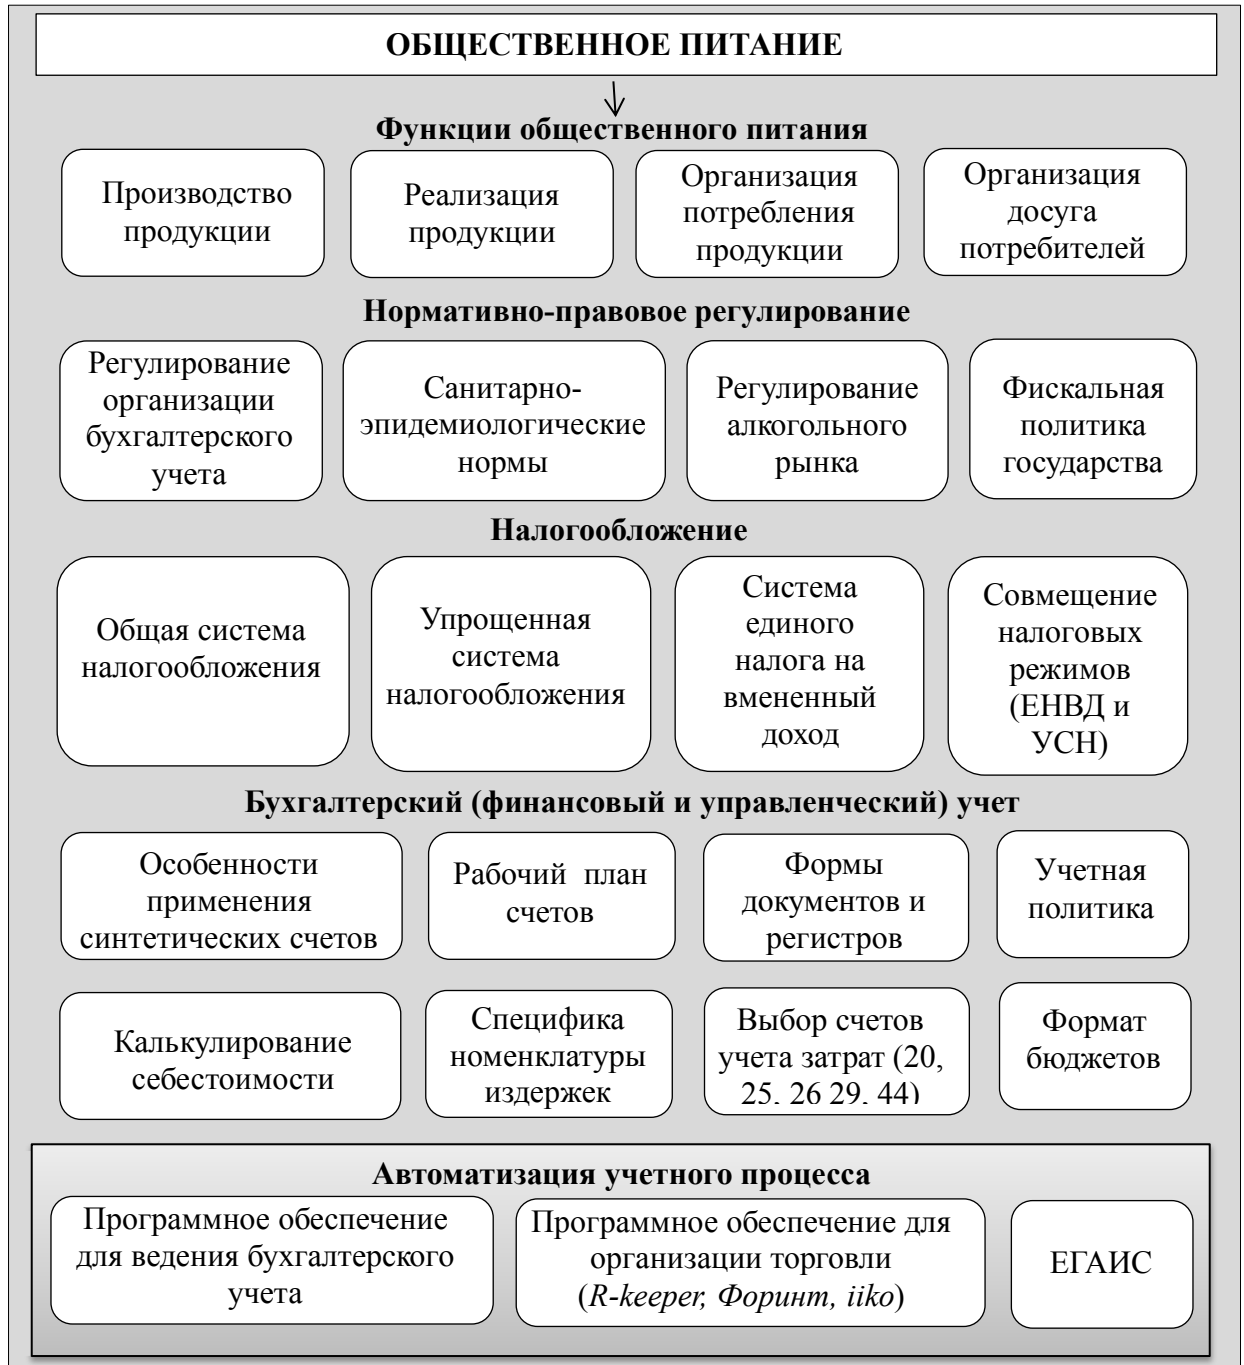 ОБЩЕСТВЕННОЕ ПИТАНИЕ
Функции общественного питания
Производство
продукции
Реализация
продукции
Организация
потребления
продукции
Организация
досуга
потребителей
Нормативно-правовое регулирование
Регулирование
организации
бухгалтерского
учета
Санитарно-
эпидемиологические
нормы
Регулирование
алкогольного
рынка
Фискальная
политика
государства
Налогообложение
Общая система
налогообложения
Упрощенная
система
налогообложения
Система
единого
налога на
вмененный
доход
Совмещение
налоговых
режимов
(ЕНВД и
УСН)
Бухгалтерский (финансовый и управленческий) учет
Особенности
применения
синтетических счетов
Рабочий план
счетов
Формы
документов и
регистров
Учетная
политика
Калькулирование
себестоимости
Специфика
номенклатуры
издержек
Выбор счетов
учета затрат (20,
25, 26 29, 44)
Формат
бюджетов
Автоматизация учетного процесса
Программное обеспечение
для ведения бухгалтерского
учета
Программное обеспечение для
организации торговли
(R-keeper, Форинт, iiko)
ЕГАИС